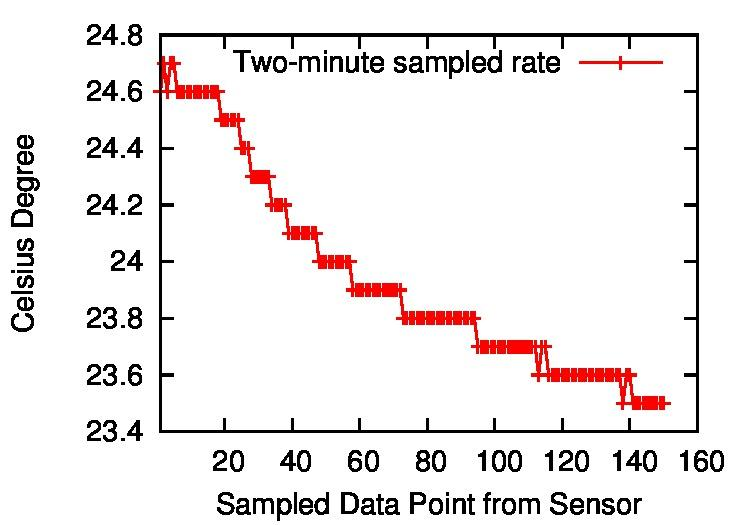 24.8
24.6
24.4
24.2
24
23.8
23.6
23.4
Celsius Degree
Two-minute sampled rate
20 40 60 80 100 120 140 160
Sampled Data Point from Sensor